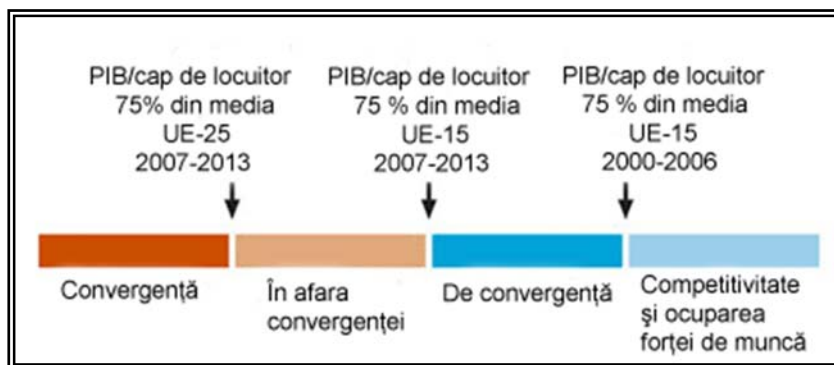 PIB/cap de locuitor
75% din media
UE-25
2007-2013
PIB/cap de locuitor
75 % din media
UE-15
2007-2013
PIB/cap de locuitor
75 % din media
UE-15
2000-2006
Convergență
În afara
convergenței
De convergență
Competitivitate
și ocuparea
forței de muncă